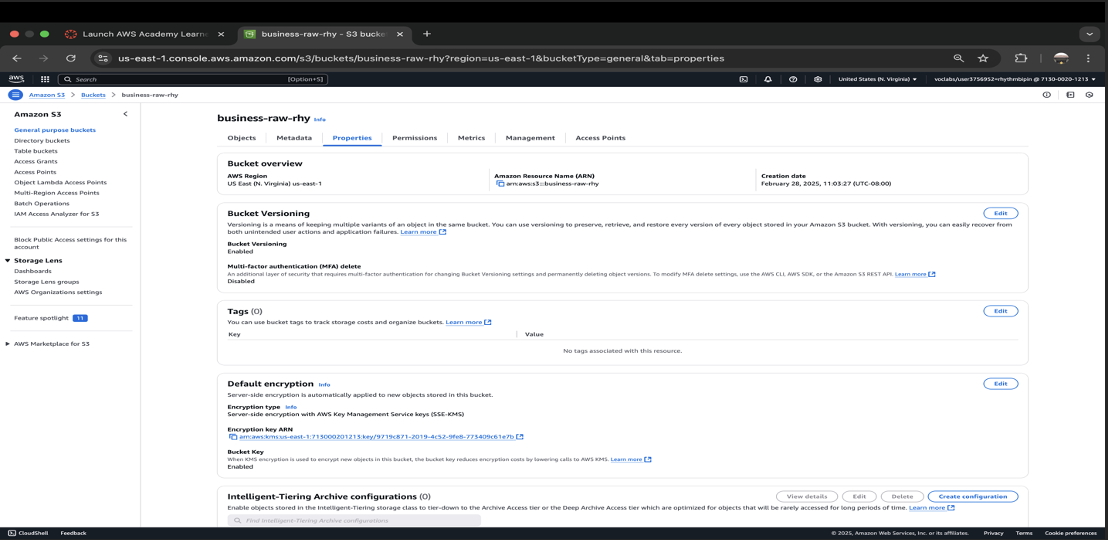 Launch AWS Academy Learne
business-raw-rhy - S3 bucke
us-east-1.console.aws.amazon.com/s3/buckets/business-raw-rhy?region=us-east-1&bucketType=general&tab=properties
aws
Search
[Option+S]
United States (N. Virginia)
voclabs/user3756952=rhythmbipin @ 7130-0020-1213
Amazon S3 > Buckets > business-raw-rhy
Amazon S3
General purpose buckets
Directory buckets
Table buckets
Access Grants
Access Points
Object Lambda Access Points
Multi-Region Access Points
Batch Operations
IAM Access Analyzer for S3
Block Public Access settings for this
account
Storage Lens
Dashboards
Storage Lens groups
AWS Organizations settings
Feature spotlight 11
AWS Marketplace for S3
business-raw-rhy Info
Objects Metadata Properties Permissions Metrics Management Access Points
Bucket overview
AWS Region
US East (N. Virginia) us-east-1
Amazon Resource Name (ARN)
arn:aws:s3:::business-raw-rhy
Creation date
February 28, 2025, 11:03:27 (UTC-08:00)
Bucket Versioning
Edit
Versioning is a means of keeping multiple variants of an object in the same bucket. You can use versioning to preserve, retrieve, and restore every version of every object stored in your Amazon S3 bucket. With versioning, you can easily recover from
both unintended user actions and application failures. Learn more
Bucket Versioning
Enabled
Multi-factor authentication (MFA) delete
An additional layer of security that requires multi-factor authentication for changing Bucket Versioning settings and permanently deleting object versions. To modify MFA delete settings, use the AWS CLI, AWS SDK, or the Amazon S3 REST API. Learn more
Disabled
Tags (0)
Edit
You can use bucket tags to track storage costs and organize buckets. Learn more
Key Value
No tags associated with this resource.
Default encryption Info
Edit
Server-side encryption is automatically applied to new objects stored in this bucket.
Encryption type Info
Server-side encryption with AWS Key Management Service keys (SSE-KMS)
Encryption key ARN
arn:aws:kms:us-east-1:713000201213:key/9719c871-2019-4c52-9fe8-773409c61e7b
Bucket Key
When KMS encryption is used to encrypt new objects in this bucket, the bucket key reduces encryption costs by lowering calls to AWS KMS. Learn more
Enabled
Intelligent-Tiering Archive configurations (0)
View details Edit Delete Create configuration
Enable objects stored in the Intelligent-Tiering storage class to tier-down to the Archive Access tier or the Deep Archive Access tier which are optimized for objects that will be rarely accessed for long periods of time. Learn more
Find Intelligent-Tiering Archive configurations
CloudShell Feedback
© 2025, Amazon Web Services, Inc. or its affiliates. Privacy Terms Cookie preferences